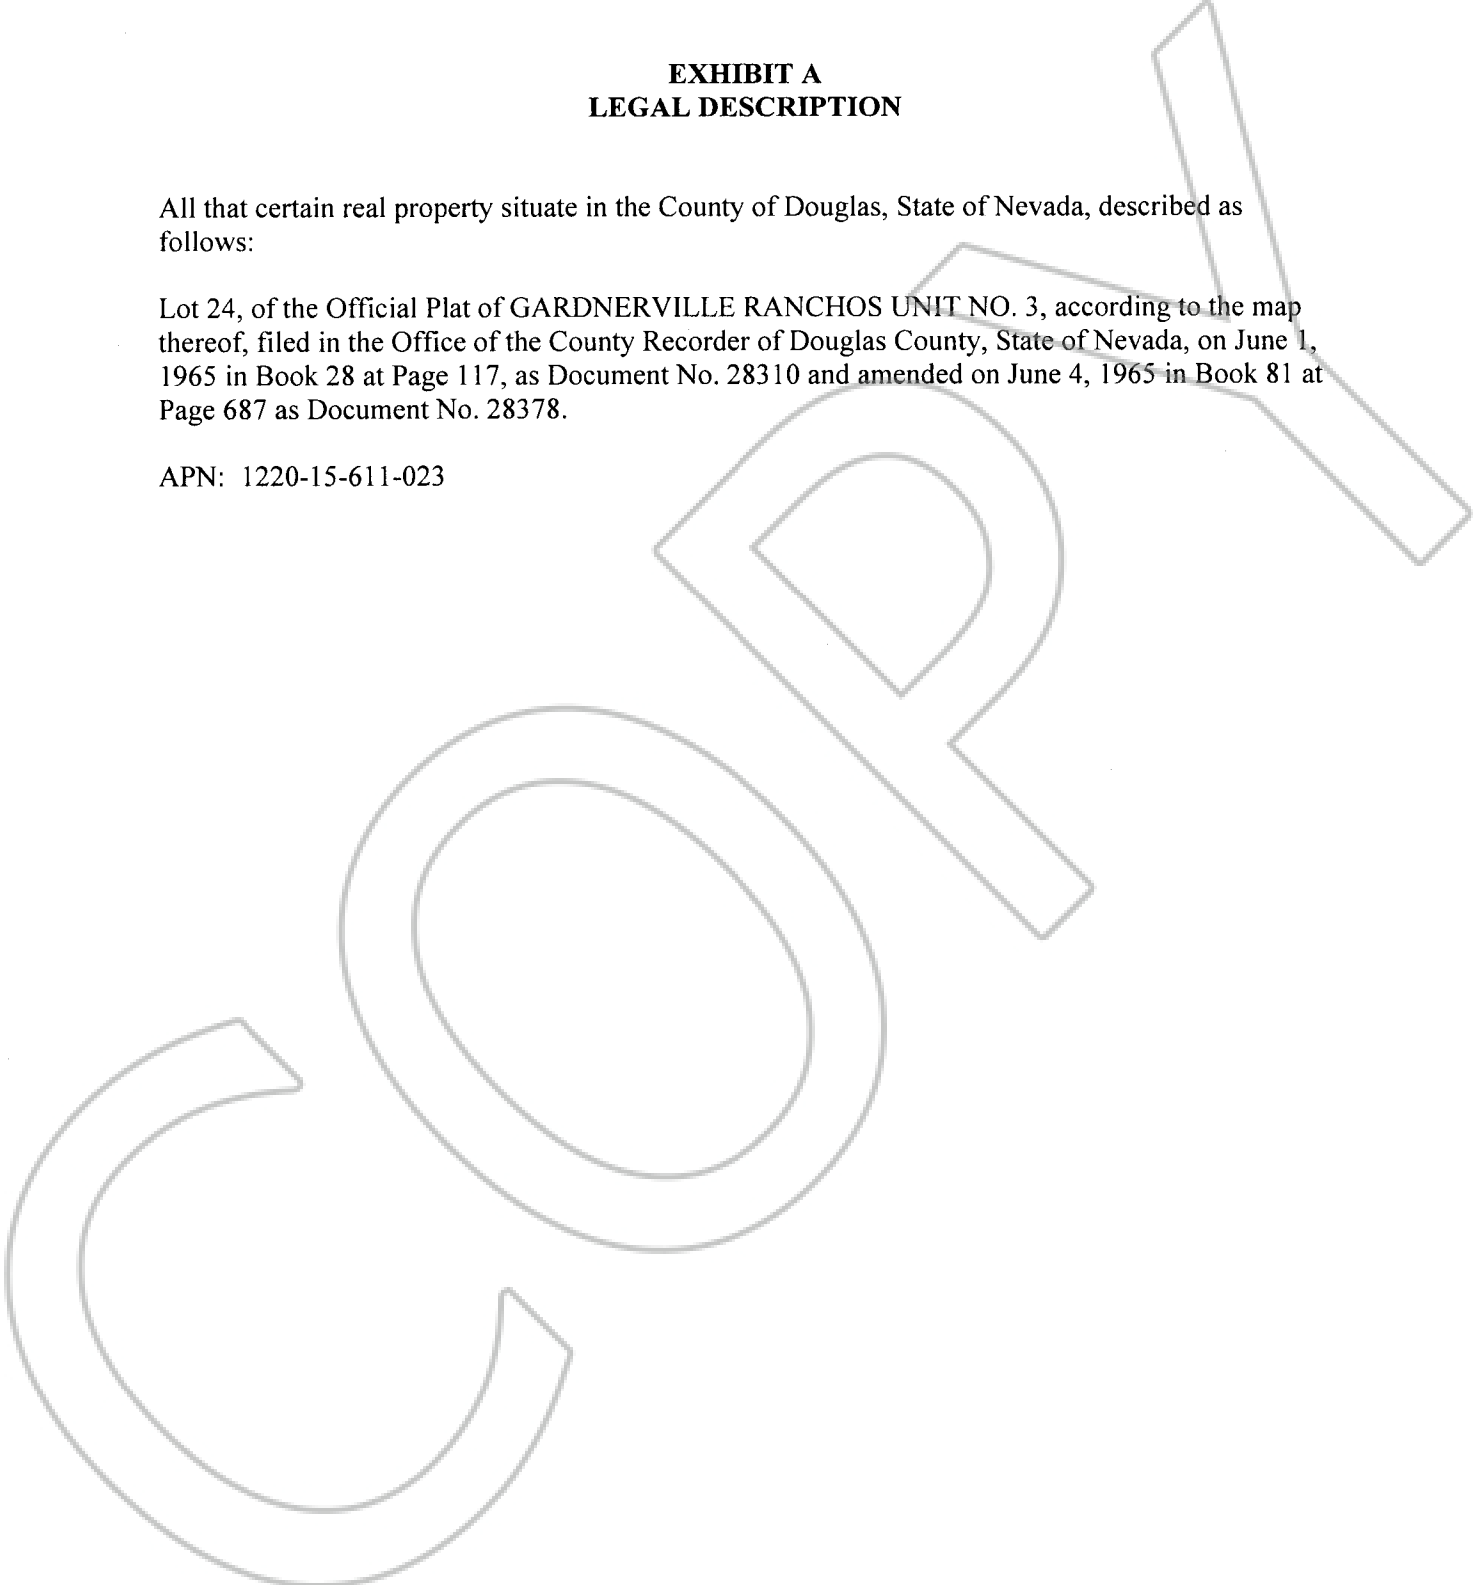 EXHIBIT A
LEGAL DESCRIPTION
All that certain real property situate in the County of Douglas, State of Nevada, described as
follows:
Lot 24, of the Official Plat of GARDNERVILLE RANCHOS UNIT NO. 3, according to the map
thereof, filed in the Office of the County Recorder of Douglas County, State of Nevada, on June 1,
1965 in Book 28 at Page 117, as Document No. 28310 and amended on June 4, 1965 in Book 81 at
Page 687 as Document No. 28378.
APN: 1220-15-611-023
COPY